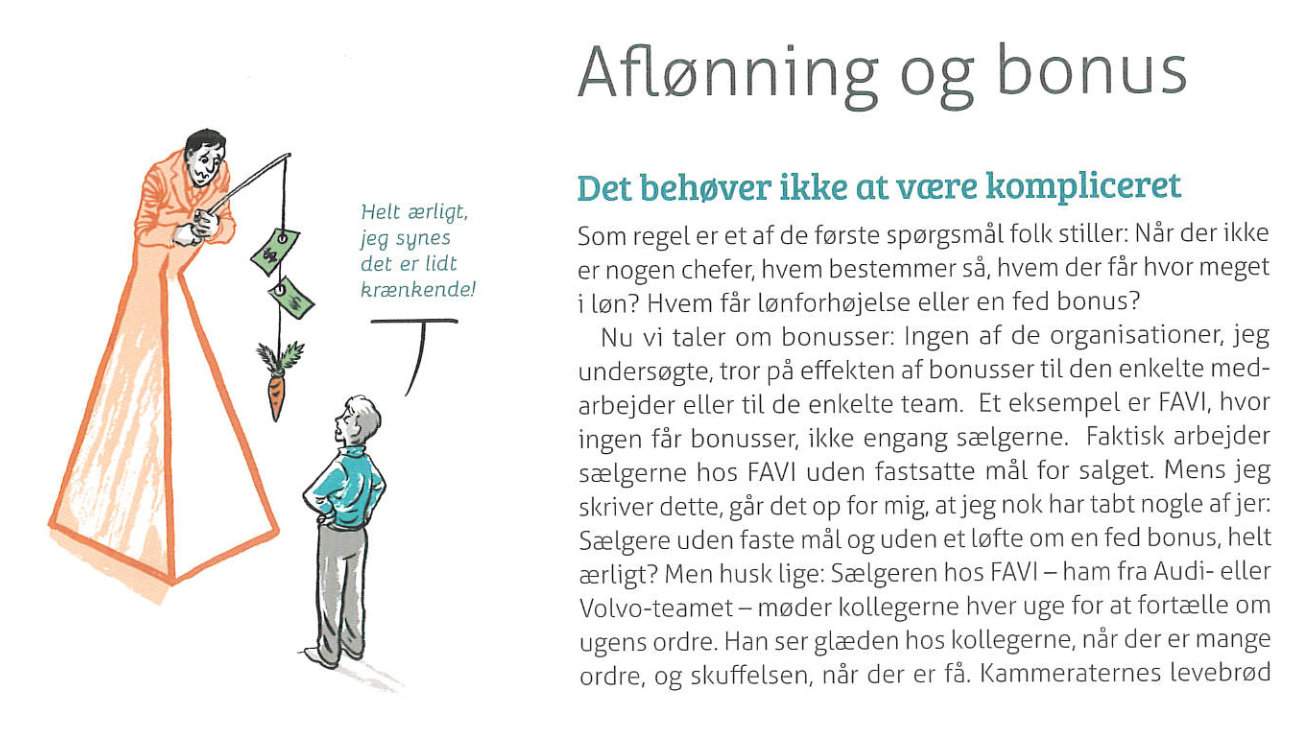 Aflønning og bonus
Helt ærligt,
jeg synes
det er lidt
krænkende!
Det behøver ikke at være kompliceret
Som regel er et af de første spørgsmål folk stiller: Når der ikke
er nogen chefer, hvem bestemmer så, hvem der får hvor meget
i løn? Hvem får lønforhøjelse eller en fed bonus?
Nu vi taler om bonusser: Ingen af de organisationer, jeg
undersøgte, tror på effekten af bonusser til den enkelte med-
arbejder eller til de enkelte team. Et eksempel er FAVI, hvor
ingen får bonusser, ikke engang sælgerne. Faktisk arbejder
sælgerne hos FAVI uden fastsatte mål for salget. Mens jeg
skriver dette, går det op for mig, at jeg nok har tabt nogle af jer:
Sælgere uden faste mål og uden et løfte om en fed bonus, helt
ærligt? Men husk lige: Sælgeren hos FAVI – ham fra Audi- eller
Volvo-teamet – møder kollegerne hver uge for at fortælle om
ugens ordre. Han ser glæden hos kollegerne, når der er mange
ordre, og skuffelsen, når der er få. Kammeraternes levebrød